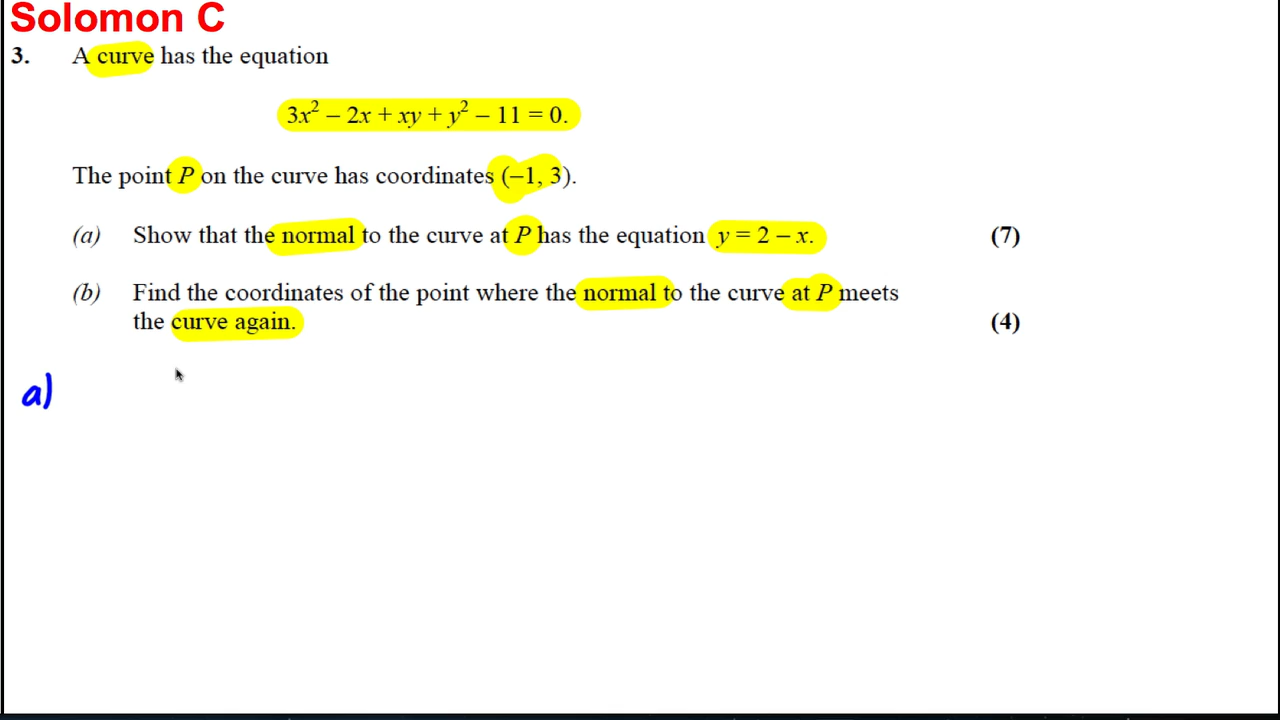 Solomon C
3. A curve has the equation
3x² – 2x + xy + y² – 11 = 0.
The point P on the curve has coordinates (–1, 3).
(a) Show that the normal to the curve at P has the equation y = 2 – x. (7)
(b) Find the coordinates of the point where the normal to the curve at P meets
the curve again. (4)
a)